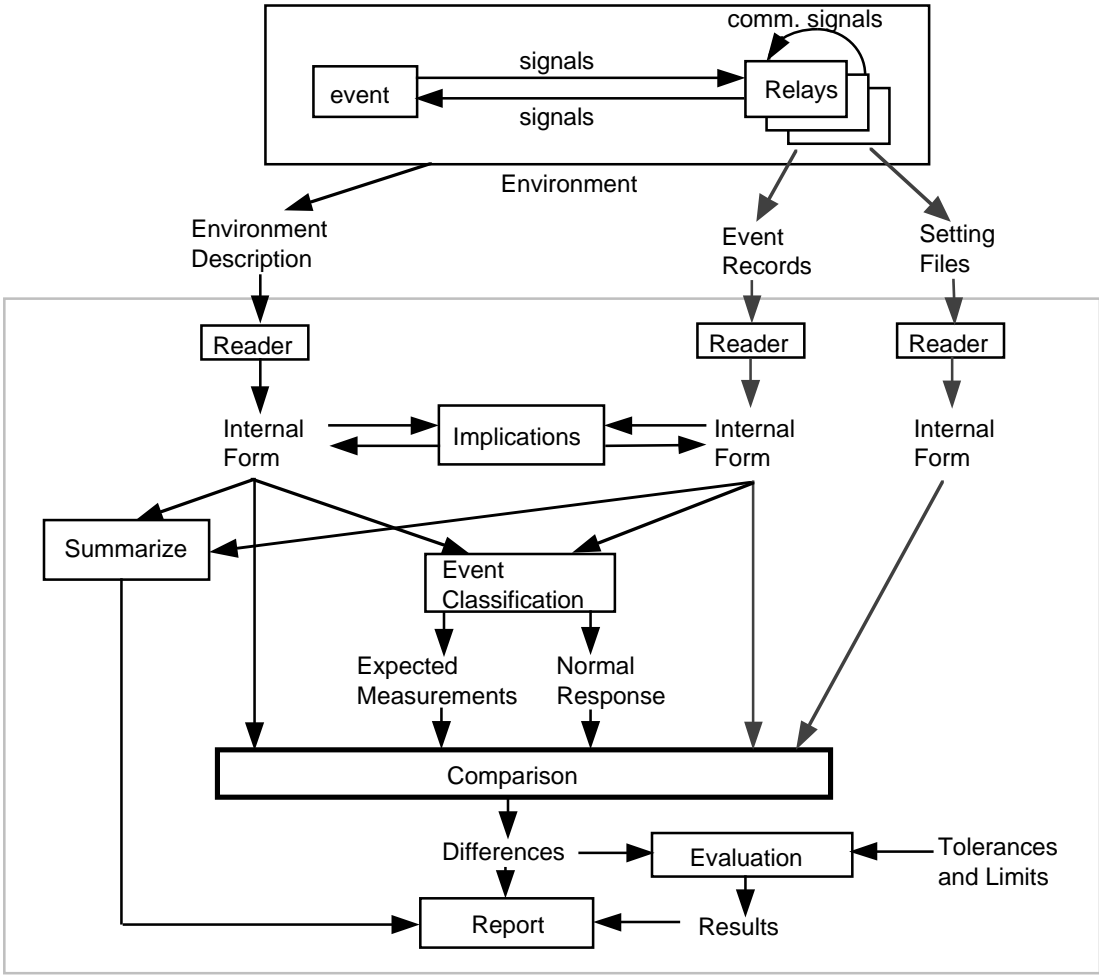 comm. signals
signals
event
Relays
signals
Environment
Environment
Description
Event
Records
Setting
Files
Reader
Reader
Reader
Internal
Form
Implications
Internal
Form
Internal
Form
Summarize
Event
Classification
Expected
Measurements
Normal
Response
Comparison
Differences
Evaluation
Tolerances
and Limits
Report
Results